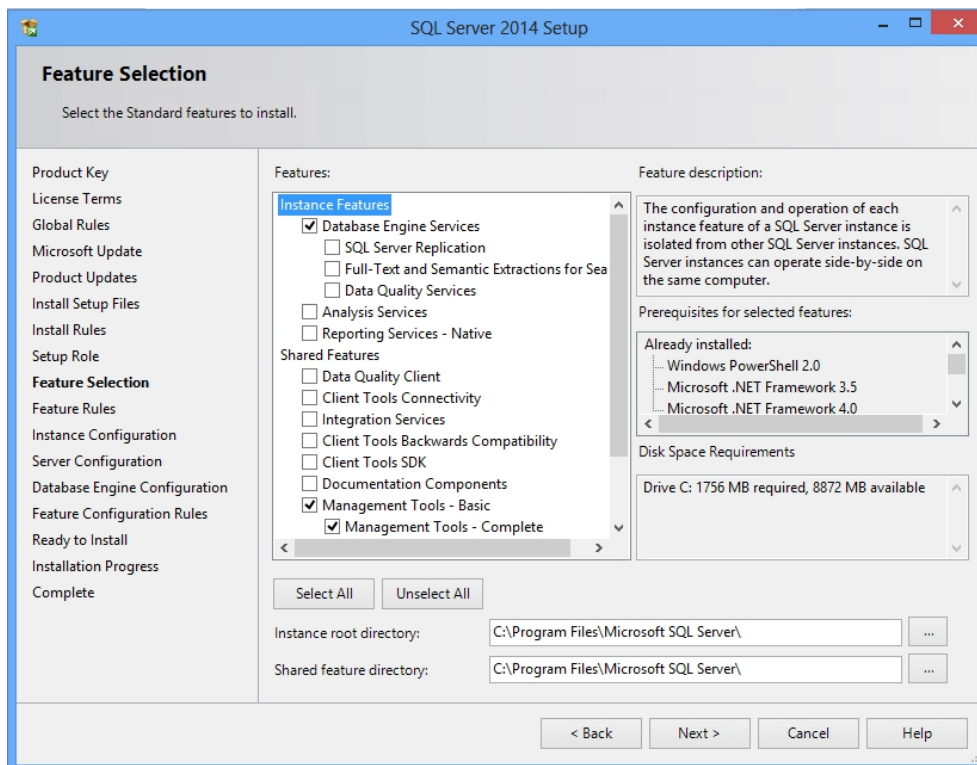 SQL Server 2014 Setup
Feature Selection
Select the Standard features to install.
Product Key
License Terms
Global Rules
Microsoft Update
Product Updates
Install Setup Files
Install Rules
Setup Role
Feature Selection
Feature Rules
Instance Configuration
Server Configuration
Database Engine Configuration
Feature Configuration Rules
Ready to Install
Installation Progress
Complete
Features:
Instance Features
Database Engine Services
SQL Server Replication
Full-Text and Semantic Extractions for Sea
Data Quality Services
Analysis Services
Reporting Services - Native
Shared Features
Data Quality Client
Client Tools Connectivity
Integration Services
Client Tools Backwards Compatibility
Client Tools SDK
Documentation Components
Management Tools - Basic
Management Tools - Complete
Feature description:
The configuration and operation of each
instance feature of a SQL Server instance is
isolated from other SQL Server instances. SQL
Server instances can operate side-by-side on
the same computer.
Prerequisites for selected features:
Already installed:
Windows PowerShell 2.0
Microsoft .NET Framework 3.5
Microsoft .NET Framework 4.0
Disk Space Requirements
Drive C: 1756 MB required, 8872 MB available
Select All
Unselect All
Instance root directory:
C:\Program Files\Microsoft SQL Server\
...
Shared feature directory:
C:\Program Files\Microsoft SQL Server\
...
< Back
Next >
Cancel
Help